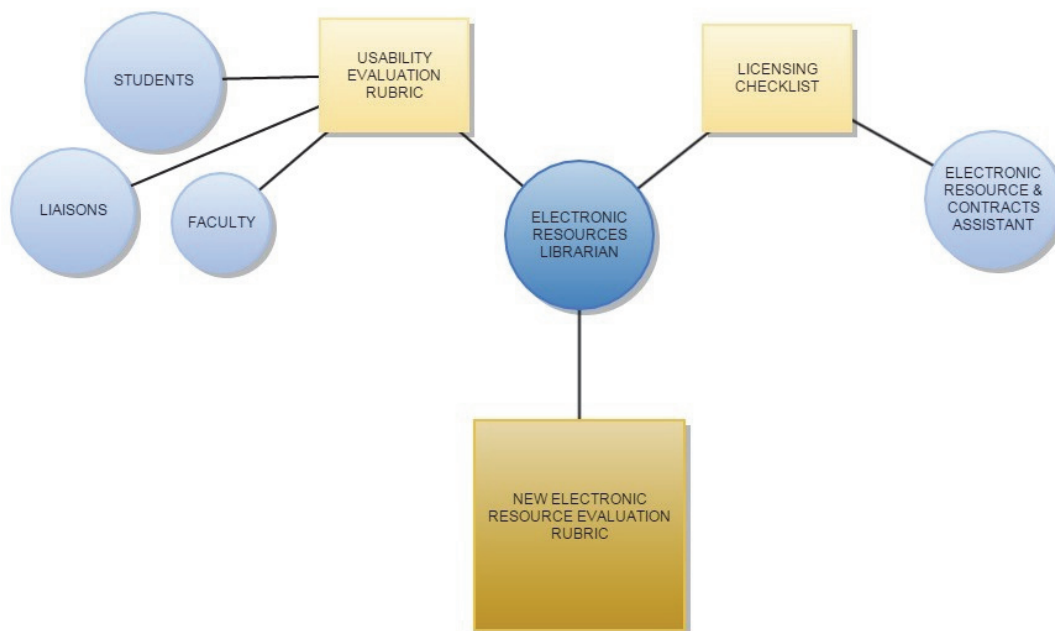 STUDENTS
USABILITY
EVALUATION
RUBRIC
LICENSING
CHECKLIST
LIAISONS
FACULTY
ELECTRONIC
RESOURCES
LIBRARIAN
ELECTRONIC
RESOURCE &
CONTRACTS
ASSISTANT
NEW ELECTRONIC
RESOURCE EVALUATION
RUBRIC